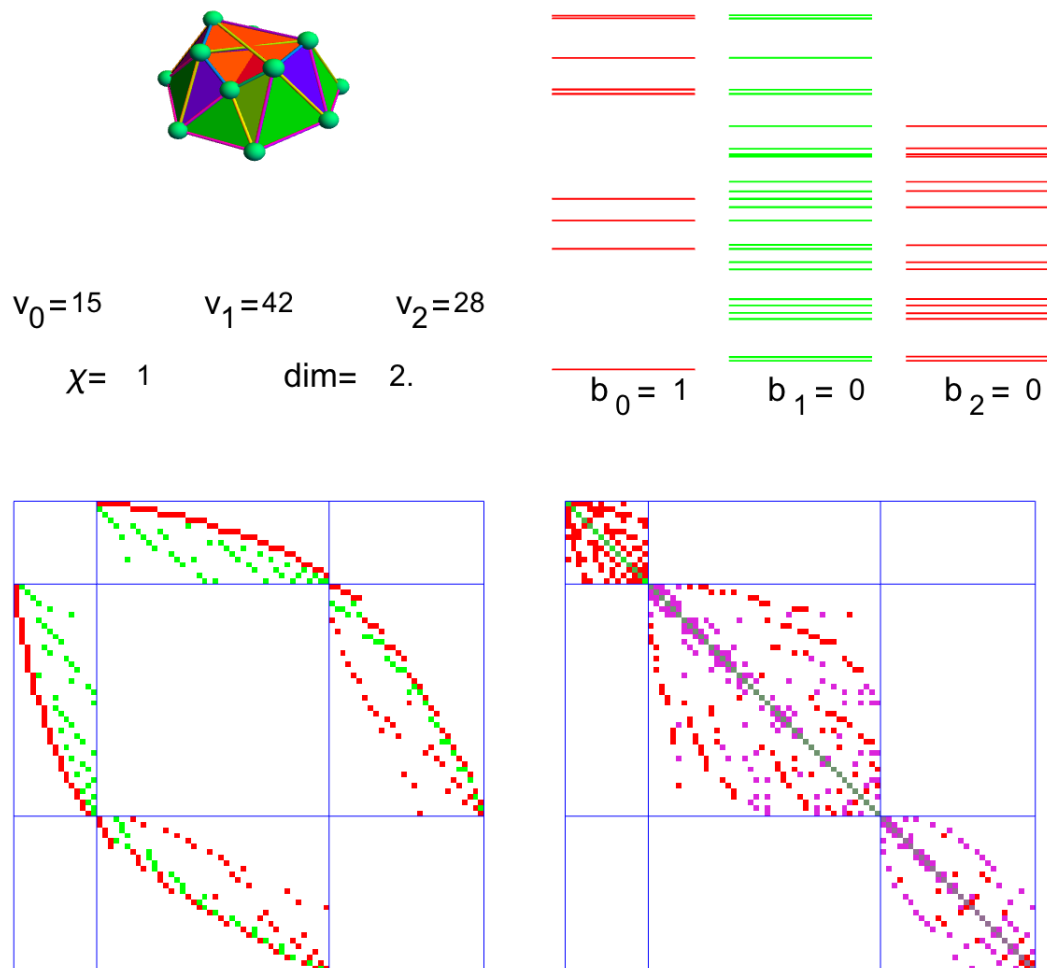 v0=15 v1=42 v2=28
χ= 1 dim= 2.
b0= 1 b1= 0 b2= 0